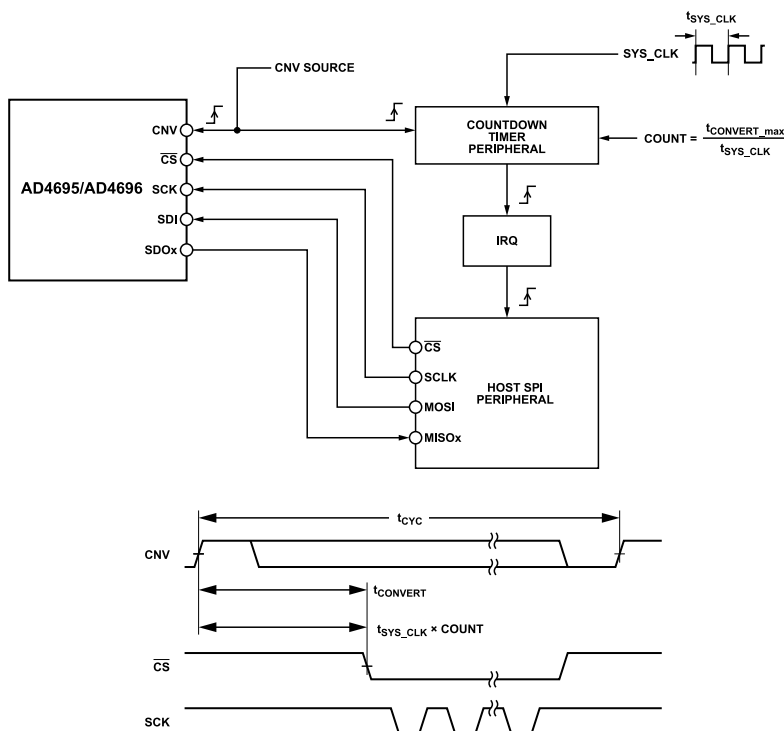 tSYS_CLK
SYS_CLK
CNV SOURCE
AD4695/AD4696
CNV
CS
SCK
SDI
SDOx
COUNTDOWN
TIMER
PERIPHERAL
COUNT = tCONVERT_max
tSYS_CLK
IRQ
CS
SCLK
MOSI
MISOx
HOST SPI
PERIPHERAL
tCYC
CNV
tCONVERT
tSYS_CLK × COUNT
CS
SCK